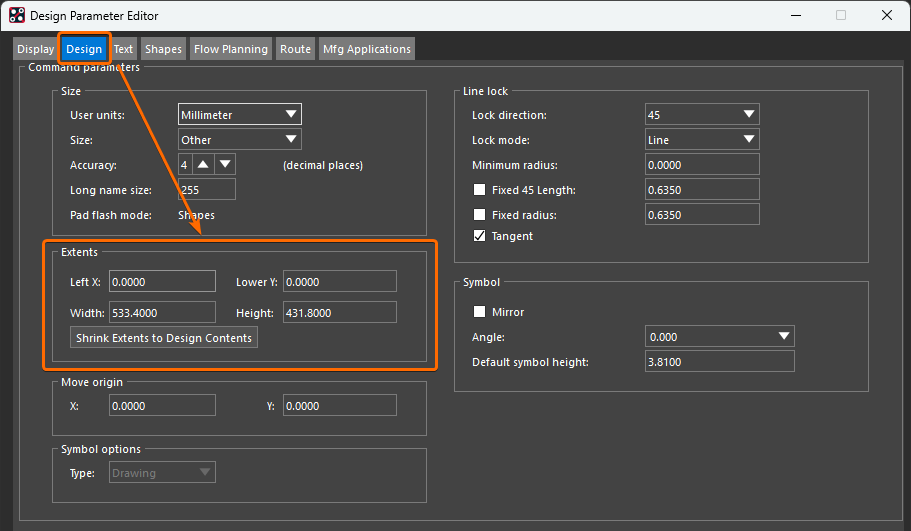 Design Parameter Editor
Display Design Text Shapes Flow Planning Route Mfg Applications
Command parameters
Size
User units: Millimeter
Size: Other
Accuracy: 4 (decimal places)
Long name size: 255
Pad flash mode: Shapes
Extents
Left X: 0.0000 Lower Y: 0.0000
Width: 533.4000 Height: 431.8000
Shrink Extents to Design Contents
Move origin
X: 0.0000 Y: 0.0000
Symbol options
Type: Drawing
Line lock
Lock direction: 45
Lock mode: Line
Minimum radius: 0.0000
Fixed 45 Length: 0.6350
Fixed radius: 0.6350
Tangent
Symbol
Mirror
Angle: 0.000
Default symbol height: 3.8100